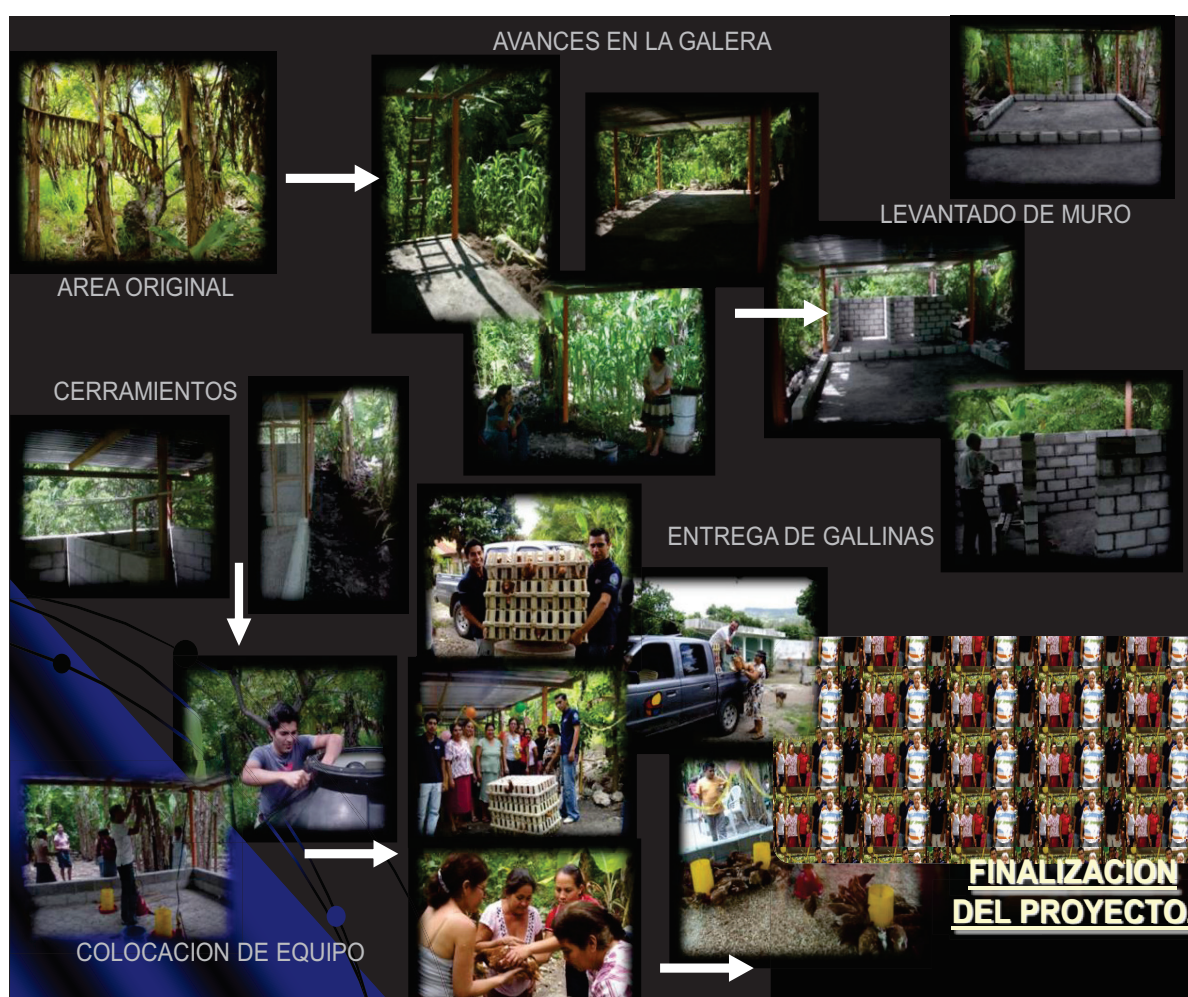 AVANCES EN LA GALERA
LEVANTADO DE MURO
AREA ORIGINAL
CERRAMIENTOS
ENTREGA DE GALLINAS
FINALIZACION
DEL PROYECTO.
COLOCACION DE EQUIPO